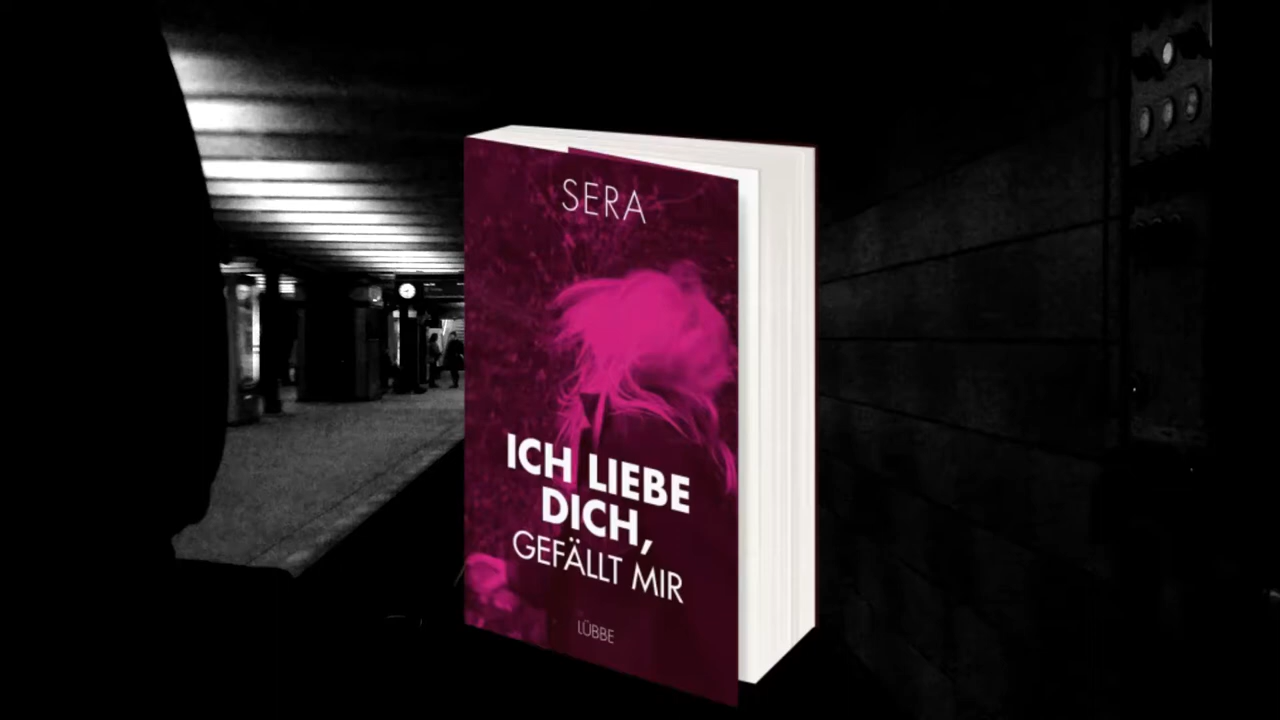 SERA
ICH LIEBE
DICH,
GEFÄLLT MIR
LÜBBE